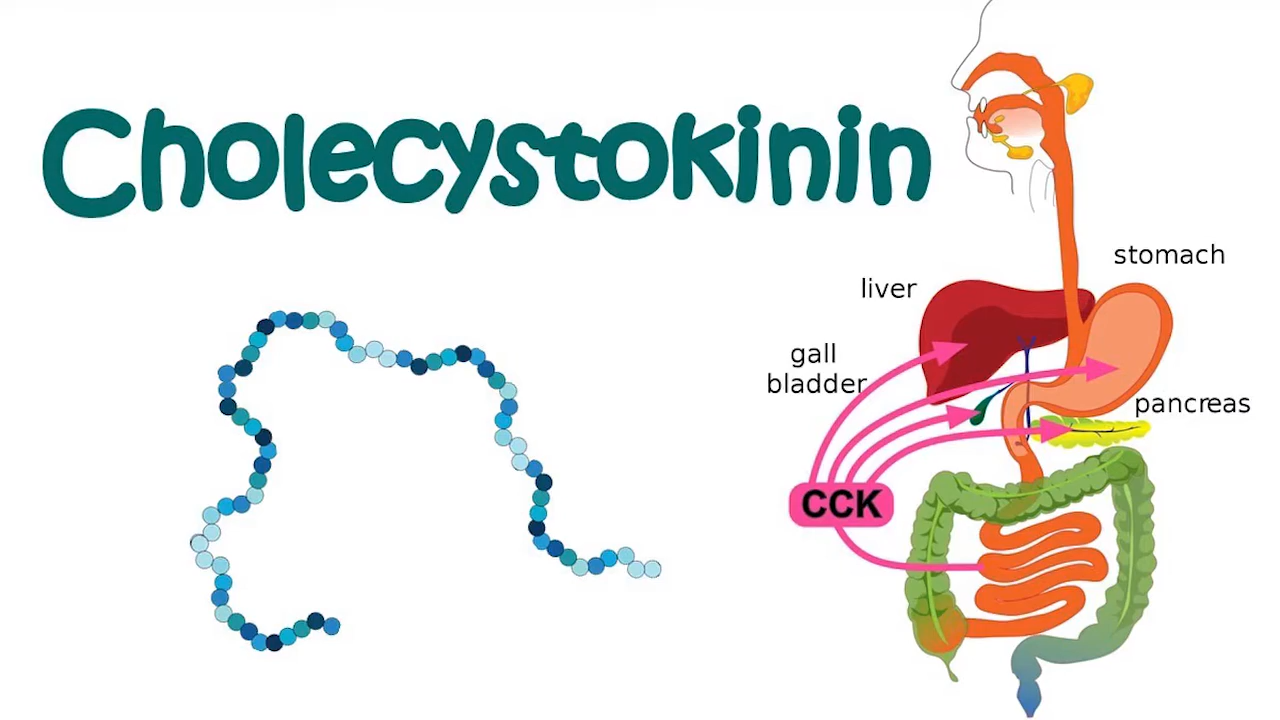 Cholecystokinin
stomach
liver
gall
bladder
pancreas
CCK